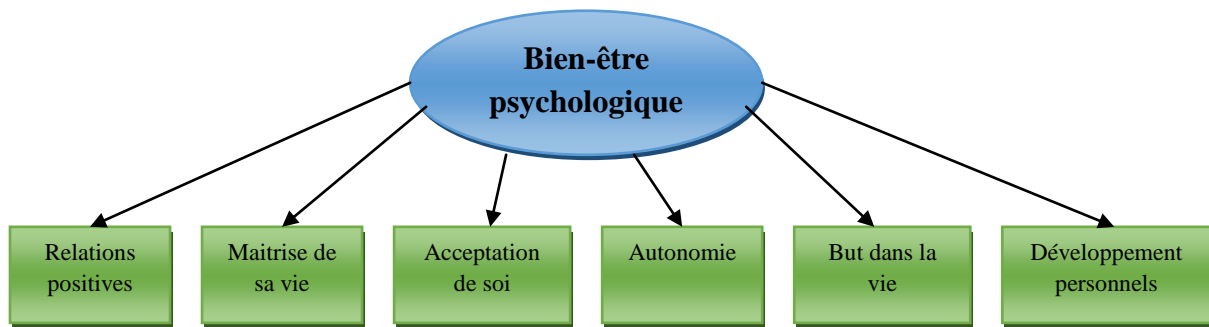 Bien-être
psychologique
Relations
positives
Maitrise de
sa vie
Acceptation
de soi
Autonomie
But dans la
vie
Développement
personnels